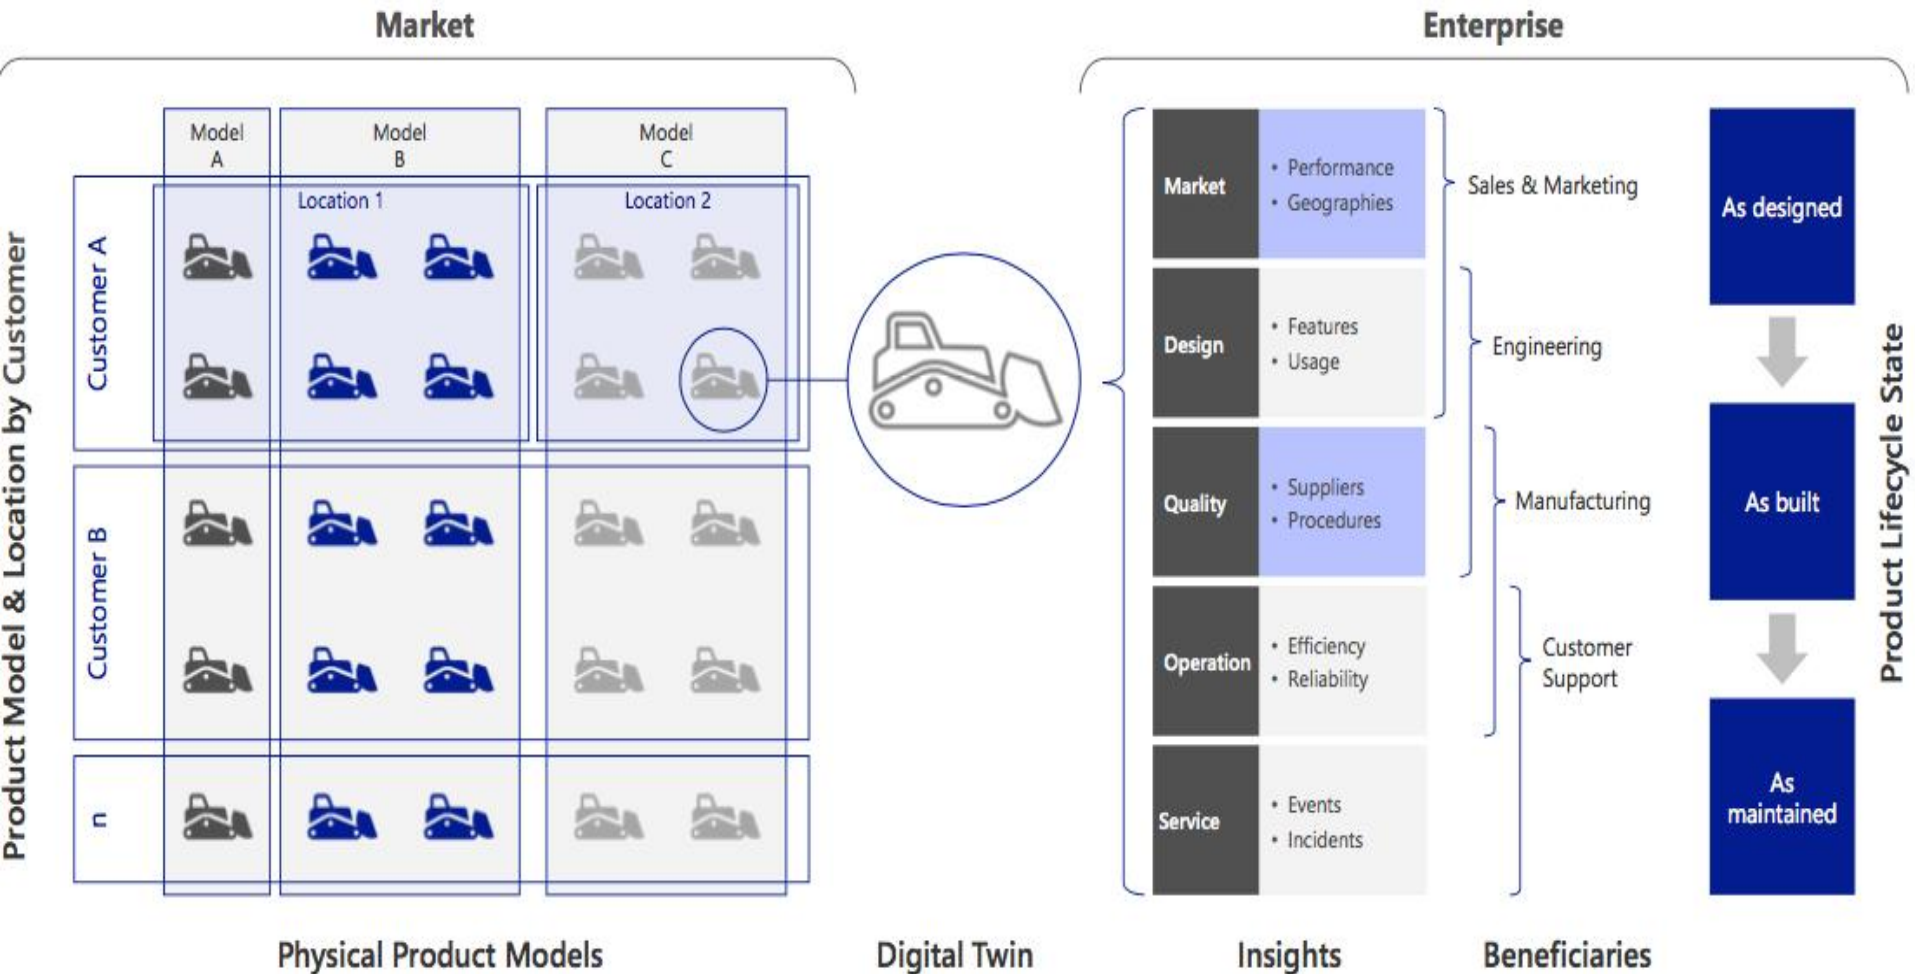 Market
Enterprise
Product Model & Location by Customer
Model
A
Model
B
Model
C
Customer A
Location 1
Location 2
Customer B
n
Market
• Performance
• Geographies
Sales & Marketing
Design
• Features
• Usage
Engineering
Quality
• Suppliers
• Procedures
Manufacturing
Operation
• Efficiency
• Reliability
Customer
Support
Service
• Events
• Incidents
As designed
As built
As
maintained
Product Lifecycle State
Physical Product Models
Digital Twin
Insights
Beneficiaries